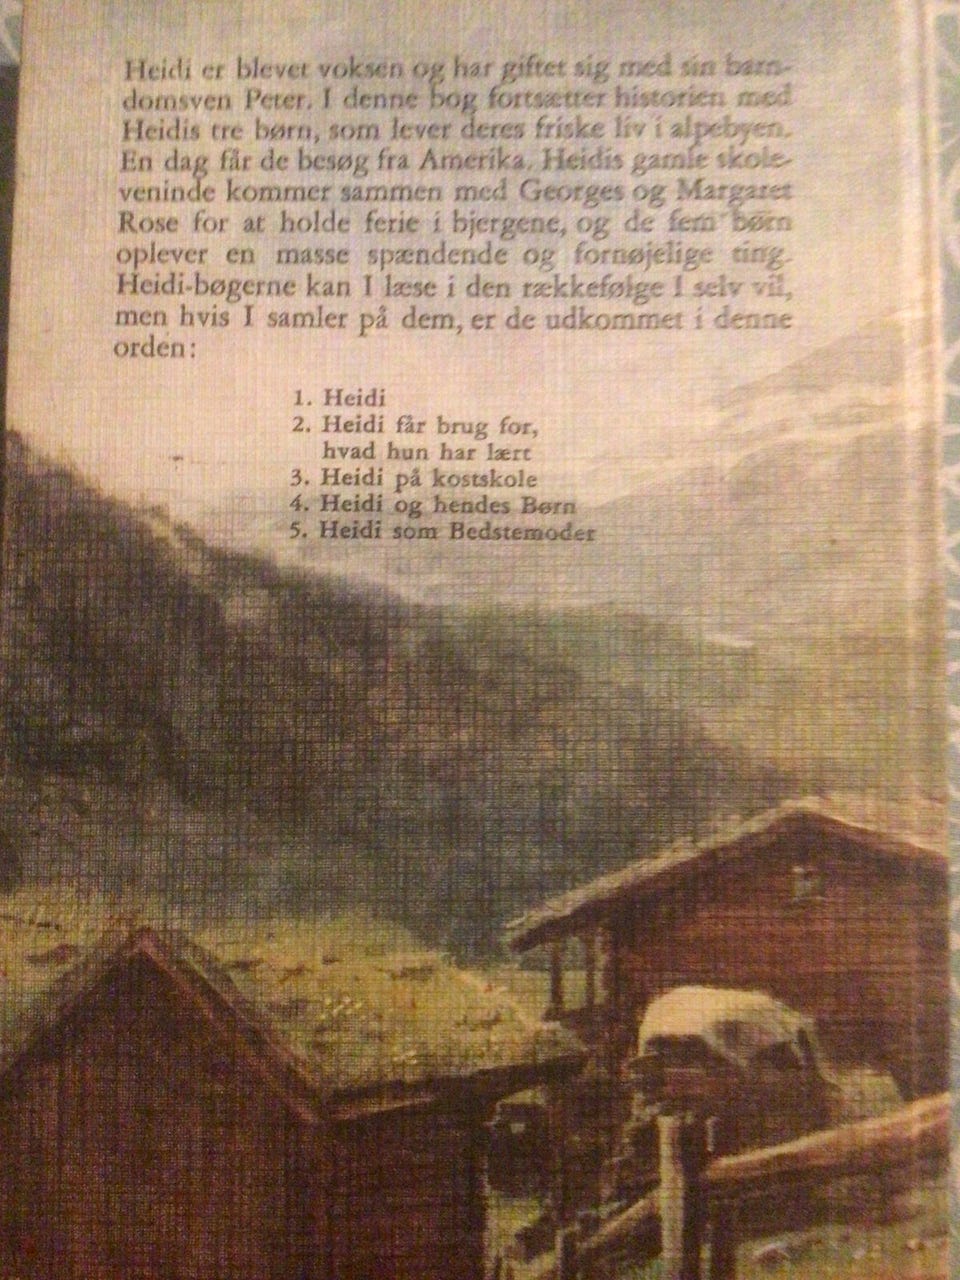 Heidi er blevet voksen og har giftet sig med sin barn-
domsven Peter. I denne bog fortsætter historien med
Heidis tre børn, som lever deres friske liv i alpebyen.
En dag får de besøg fra Amerika. Heidis gamle skole-
veninde kommer sammen med Georges og Margaret
Rose for at holde ferie i bjergene, og de fem børn
oplever en masse spændende og fornøjelige ting.
Heidi-bøgerne kan I læse i den rækkefølge I selv vil,
men hvis I samler på dem, er de udkommet i denne
orden:
1. Heidi
2. Heidi får brug for,
hvad hun har lært
3. Heidi på kostskole
4. Heidi og hendes Børn
5. Heidi som Bedstemoder